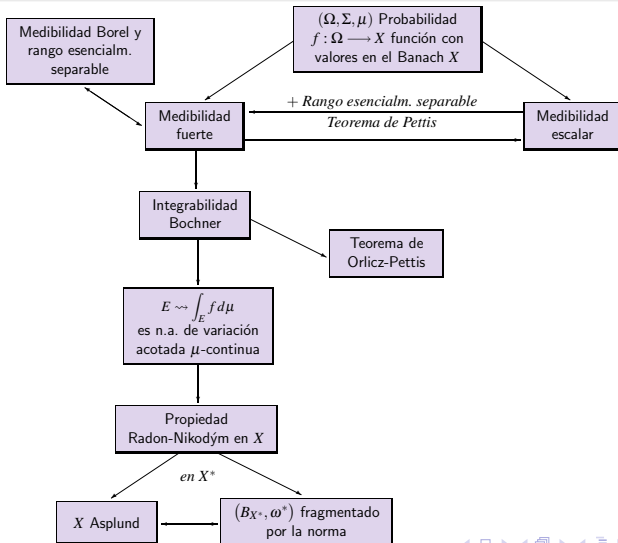 (Ω, Σ, μ) Probabilidad
f : Ω ⟶ X función con
valores en el Banach X
Medibilidad Borel y
rango esencialm.
separable
Medibilidad
fuerte
+ Rango esencialm. separable
Teorema de Pettis
Medibilidad
escalar
Integrabilidad
Bochner
Teorema de
Orlicz-Pettis
E ⇝ ∫_E f dμ
es n.a. de variación
acotada μ-continua
Propiedad
Radon-Nikodým en X
en X*
X Asplund
(B_{X*}, ω*) fragmentado
por la norma